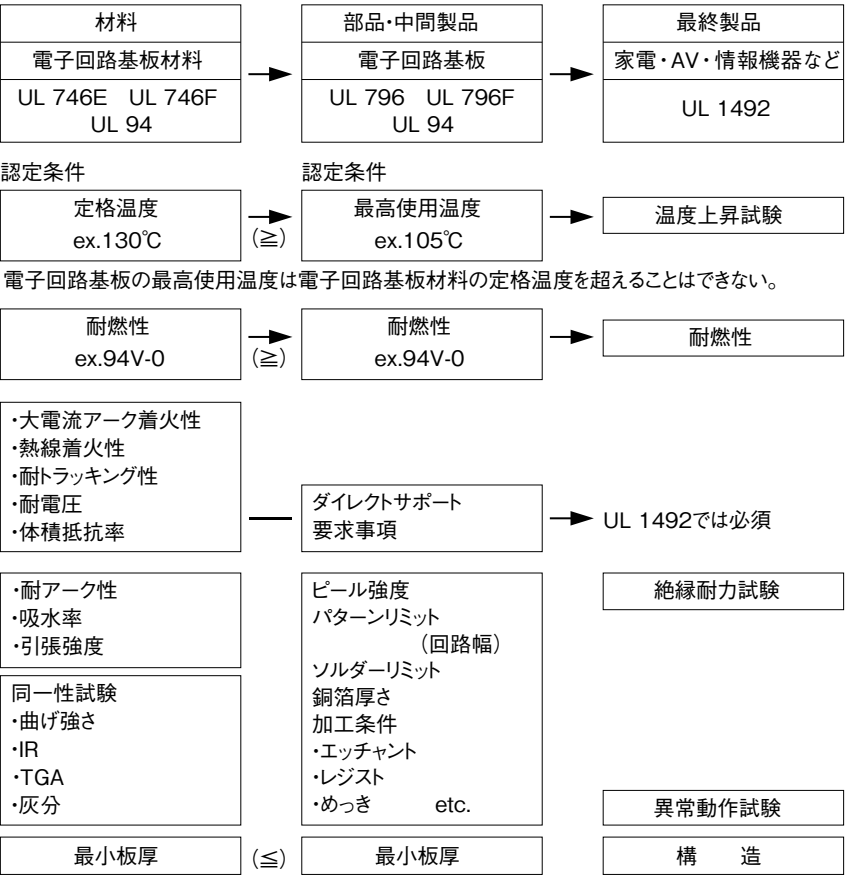 材料
電子回路基板材料
UL 746E UL 746F
UL 94
部品・中間製品
電子回路基板
UL 796 UL 796F
UL 94
最終製品
家電・AV・情報機器など
UL 1492
認定条件
定格温度
ex.130℃
(≧)
認定条件
最高使用温度
ex.105℃
温度上昇試験
電子回路基板の最高使用温度は電子回路基板材料の定格温度を超えることはできない。
耐燃性
ex.94V-0
(≧)
耐燃性
ex.94V-0
耐燃性
・大電流アーク着火性
・熱線着火性
・耐トラッキング性
・耐電圧
・体積抵抗率
ダイレクトサポート
要求事項
UL 1492では必須
・耐アーク性
・吸水率
・引張強度
同一性試験
・曲げ強さ
・IR
・TGA
・灰分
ピール強度
パターンリミット
(回路幅)
ソルダーリミット
銅箔厚さ
加工条件
・エッチャント
・レジスト
・めっき etc.
絶縁耐力試験
異常動作試験
最小板厚
(≦)
最小板厚
構 造